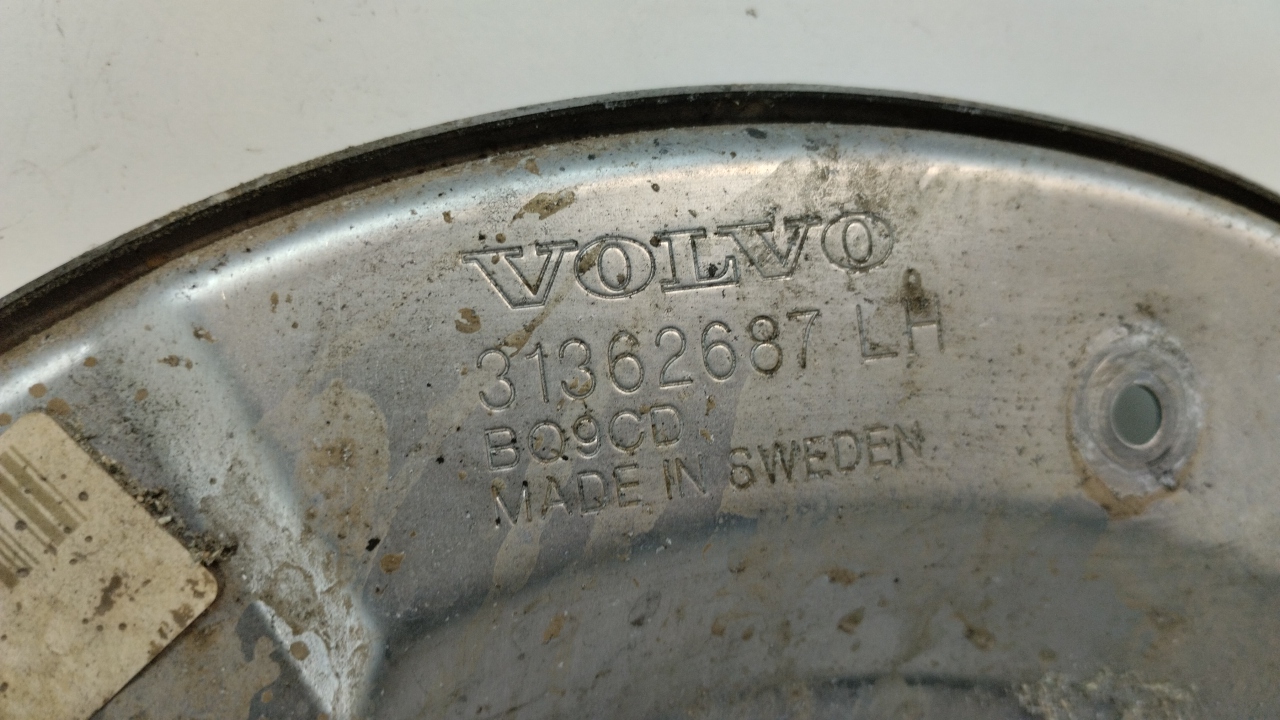 VOLVO
31362687 LH
BQ9CD
MADE IN SWEDEN